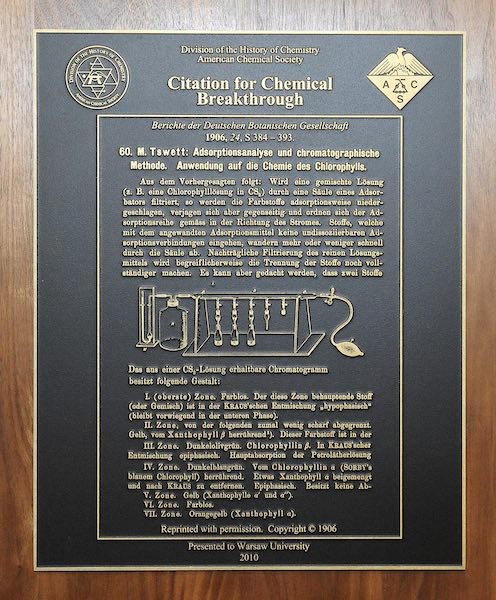 DIVISION OF THE HISTORY OF CHEMISTRY
AMERICAN CHEMICAL SOCIETY
Division of the History of Chemistry
American Chemical Society
A C
S
Citation for Chemical
Breakthrough
Berichte der Deutschen Botanischen Gesellschaft
1906, 24, S 384 – 393.
60. M. Tswett: Adsorptionsanalyse und chromatographische
Methode. Anwendung auf die Chemie des Chlorophylls.
Aus dem Vorhergesagten folgt: Wird eine gemischte Lösung
(z. B. eine Chlorophyllösung in CS₂) durch eine Säule eines Adsor-
bators filtriert, so werden die Farbstoffe adsorptionsweise nieder-
geschlagen, verjagen sich aber gegenseitig und ordnen sich der Ad-
sorptionsreihe gemäss in der Richtung des Stromes. Stoffe, welche
mit dem angewandten Adsorptionsmittel keine undissoziierbaren Ad-
sorptionsverbindungen eingehen, wandern mehr oder weniger schnell
durch die Säule ab. Nachträgliche Filtrierung des reinen Lösungs-
mittels wird begreiflicherweise die Trennung der Stoffe noch voll-
ständiger machen. Es kann aber gedacht werden, dass zwei Stoffe
Das aus einer CS₂-Lösung erhaltbare Chromatogramm
besitzt folgende Gestalt:
I. (oberste) Zone. Farblos. Der diese Zone behauptende Stoff
(oder Gemisch) ist in der KRAUS'schen Entmischung „hypophasisch"
(bleibt vorwiegend in der unteren Phase).
II. Zone, von der folgenden zumal wenig scharf abgegrenzt.
Gelb, vom Xanthophyll β herrührend¹). Dieser Farbstoff ist in der
III. Zone. Dunkelolivgrün. Chlorophyllin β. In KRAUS'scher
Entmischung epiphasisch. Hauptabsorption der Petrolätherlösung
IV. Zone. Dunkelblaugrün. Vom Chlorophyllin α (SORBY's
blauem Chlorophyll) herrührend. Etwas Xanthophyll α beigemengt
und nach KRAUS zu entfernen. Epiphasisch. Besitzt keine Ab-
V. Zone. Gelb (Xanthophylle α' und α'').
VI. Zone. Farblos.
VII. Zone. Orangegelb (Xanthophyll α).
Reprinted with permission. Copyright © 1906
Presented to Warsaw University
2010